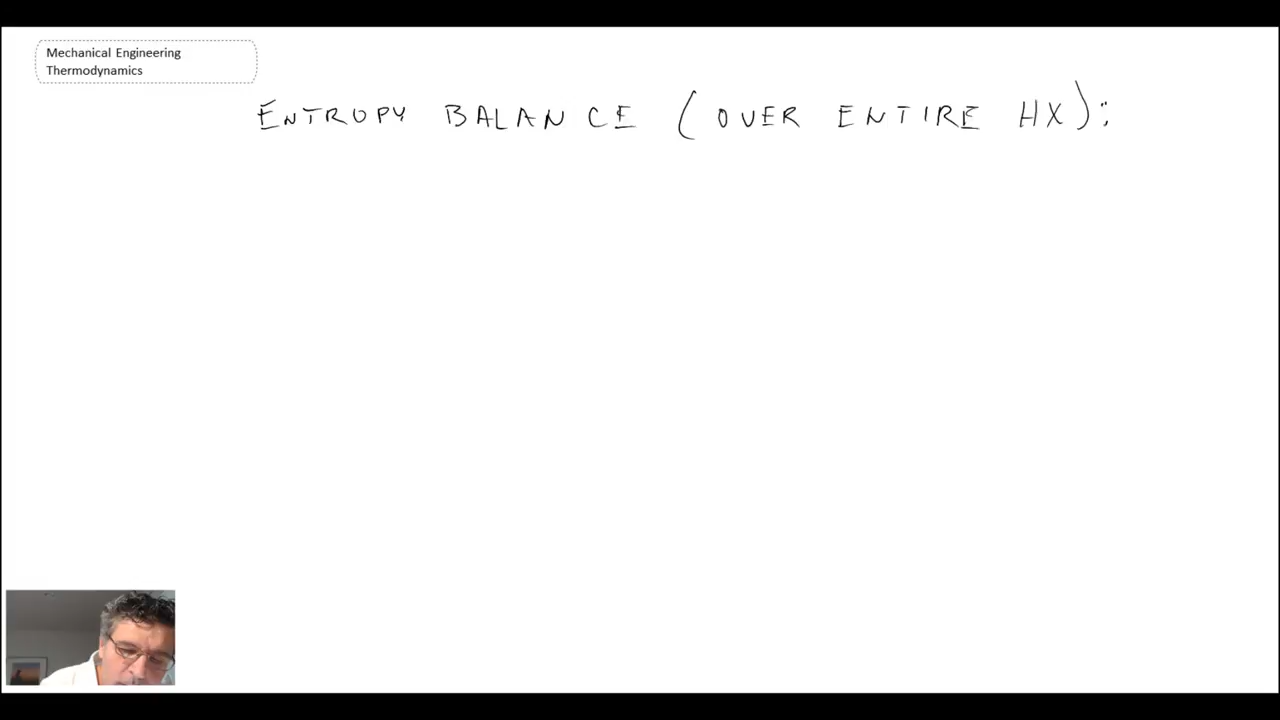 Mechanical Engineering
Thermodynamics
ENTROPY BALANCE (OVER ENTIRE HX):